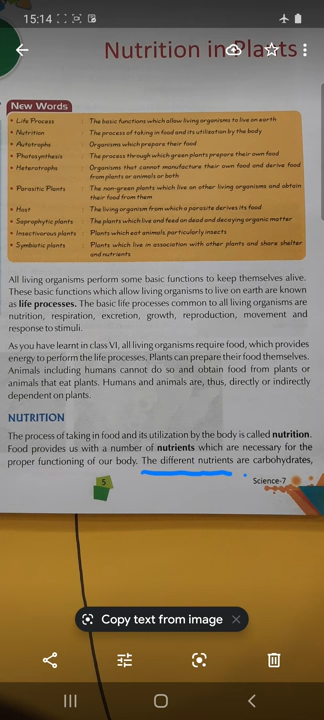 15:14
Nutrition in Plants
New Words
• Life Process : The basic functions which allow living organisms to live on earth
• Nutrition : The process of taking in food and its utilization by the body
• Autotrophs : Organisms which prepare their food
• Photosynthesis : The process through which green plants prepare their own food
• Heterotrophs : Organisms that cannot manufacture their own food and derive food
from plants or animals or both
• Parasitic Plants : The non-green plants which live on other living organisms and obtain
their food from them
• Host : The living organism from which a parasite derives its food
• Saprophytic plants : The plants which live and feed on dead and decaying organic matter
• Insectivorous plants : Plants which eat animals, particularly insects
• Symbiotic plants : Plants which live in association with other plants and share shelter
and nutrients
All living organisms perform some basic functions to keep themselves alive.
These basic functions which allow living organisms to live on earth are known
as life processes. The basic life processes common to all living organisms are
nutrition, respiration, excretion, growth, reproduction, movement and
response to stimuli.
As you have learnt in class VI, all living organisms require food, which provides
energy to perform the life processes. Plants can prepare their food themselves.
Animals including humans cannot do so and obtain food from plants or
animals that eat plants. Humans and animals are, thus, directly or indirectly
dependent on plants.
NUTRITION
The process of taking in food and its utilization by the body is called nutrition.
Food provides us with a number of nutrients which are necessary for the
proper functioning of our body. The different nutrients are carbohydrates,
5
Science-7
Copy text from image